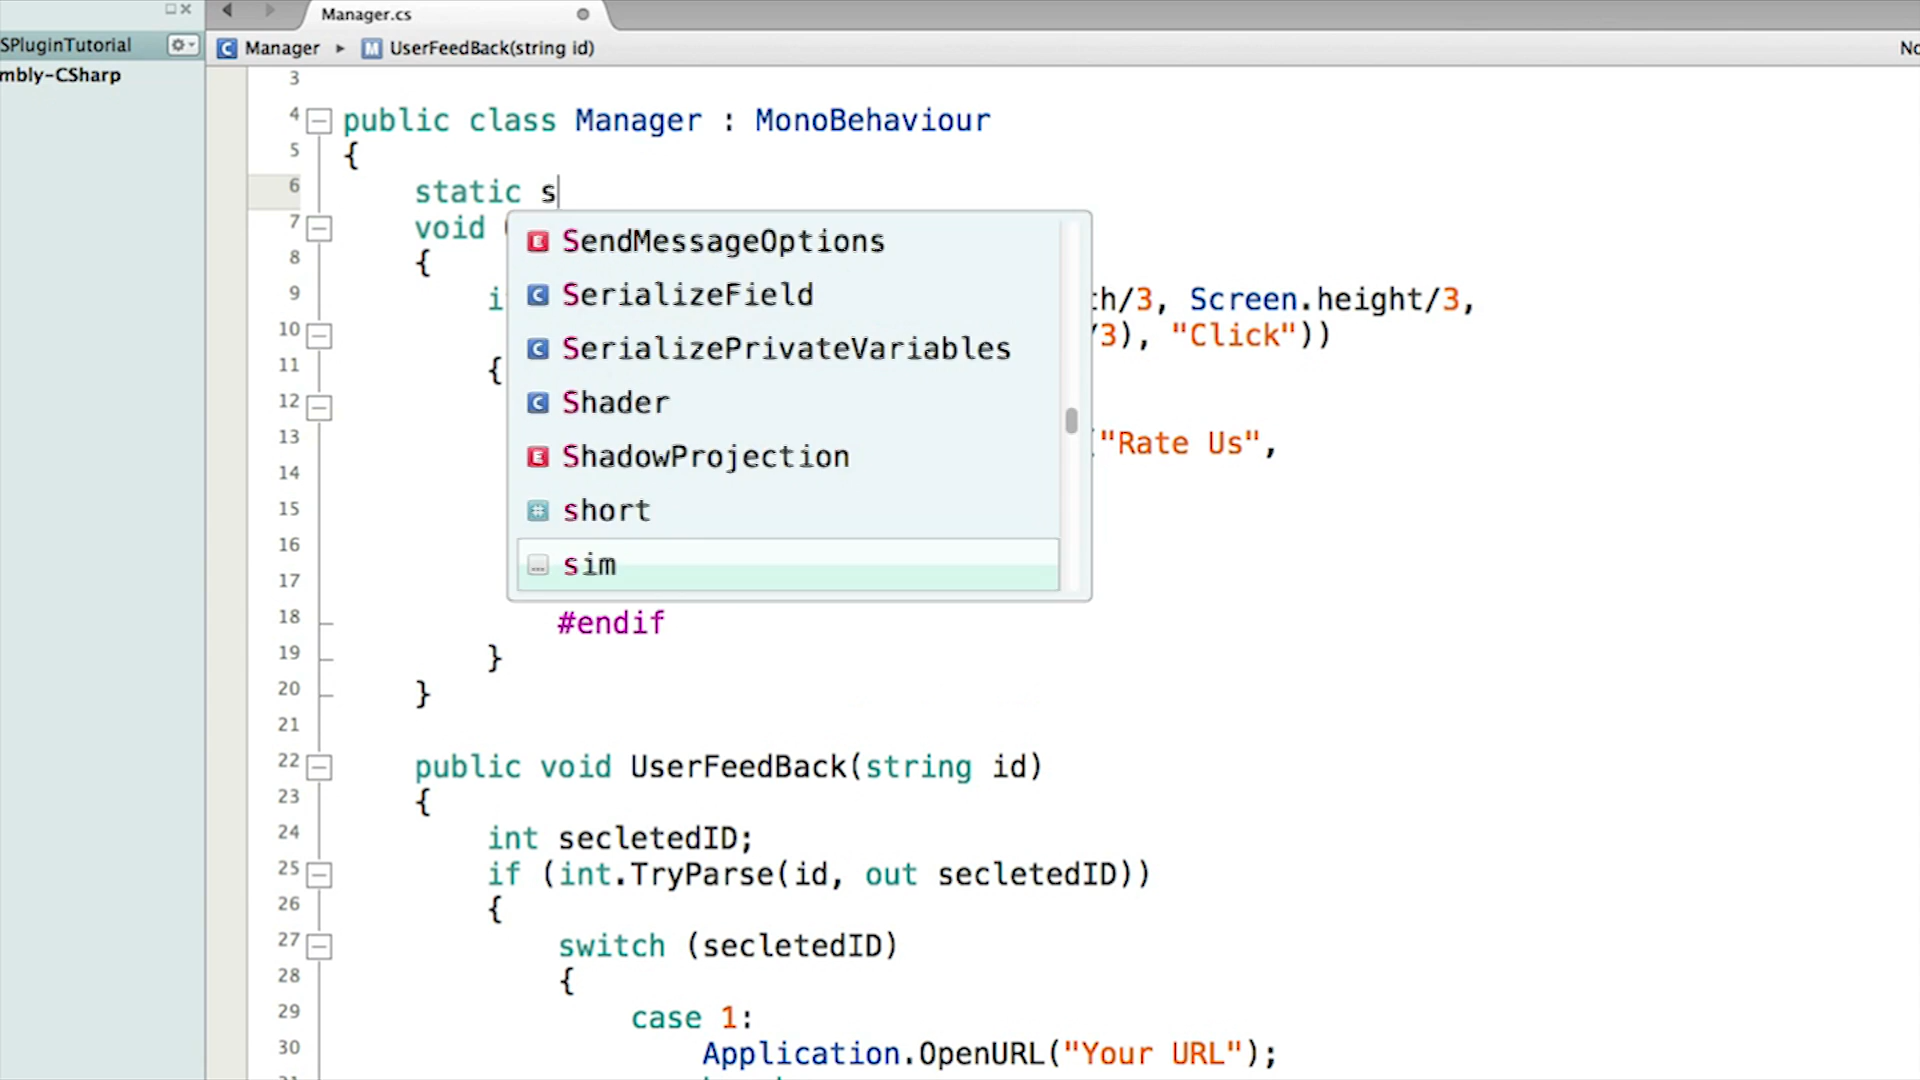 Manager.cs
SPluginTutorial
Manager ▸ UserFeedBack(string id)
No
mbly-CSharp
3
4 public class Manager : MonoBehaviour
5 {
6 static s
7 void
8 {
9 i th/3, Screen.height/3,
10 /3), "Click"))
11 {
12
13 "Rate Us",
14
15
16
17
18 #endif
19 }
20 }
21
22 public void UserFeedBack(string id)
23 {
24 int secletedID;
25 if (int.TryParse(id, out secletedID))
26 {
27 switch (secletedID)
28 {
29 case 1:
30 Application.OpenURL("Your URL");
SendMessageOptions
SerializeField
SerializePrivateVariables
Shader
ShadowProjection
short
sim